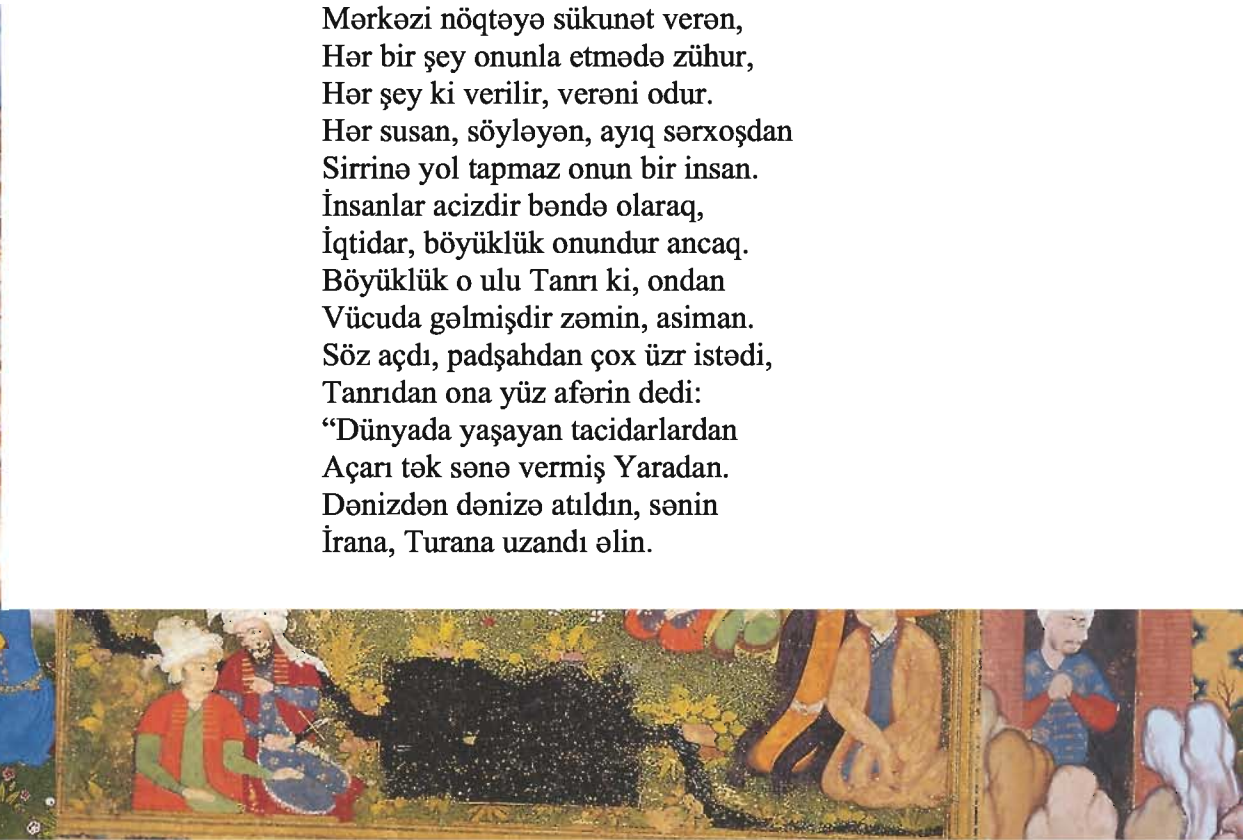 Mərkəzi nöqtəyə sükunət verən,
Hər bir şey onunla etmədə zühur,
Hər şey ki verilir, verəni odur.
Hər susan, söyləyən, ayıq sərxoşdan
Sirrinə yol tapmaz onun bir insan.
İnsanlar acizdir bəndə olaraq,
İqtidar, böyüklük onundur ancaq.
Böyüklük o ulu Tanrı ki, ondan
Vücuda gəlmişdir zəmin, asiman.
Söz açdı, padşahdan çox üzr istədi,
Tanrıdan ona yüz afərin dedi:
“Dünyada yaşayan tacidarlardan
Açarı tək sənə vermiş Yaradan.
Dənizdən dənizə atıldın, sənin
İrana, Turana uzandı əlin.